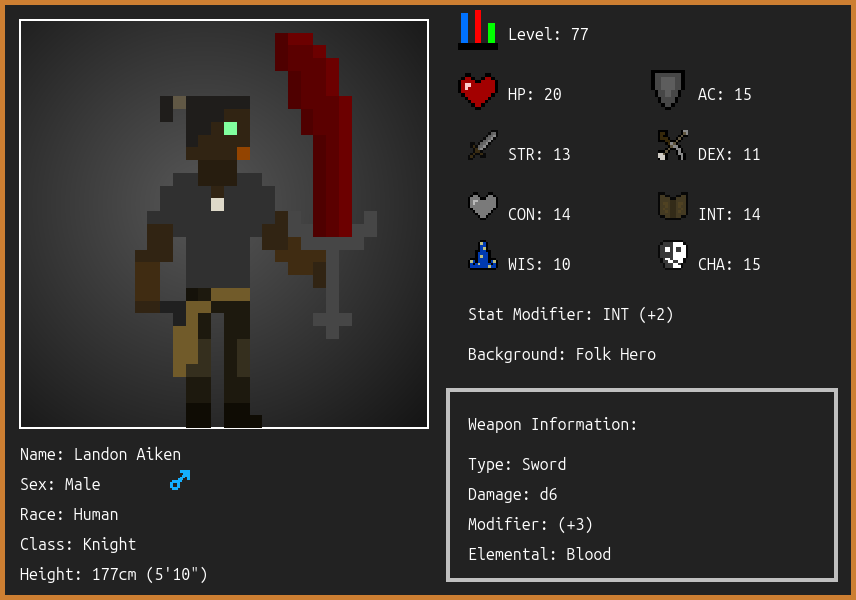 Level: 77
HP: 20
AC: 15
STR: 13
DEX: 11
CON: 14
INT: 14
WIS: 10
CHA: 15
Stat Modifier: INT (+2)
Background: Folk Hero
Weapon Information:
Type: Sword
Damage: d6
Modifier: (+3)
Elemental: Blood
Name: Landon Aiken
Sex: Male
Race: Human
Class: Knight
Height: 177cm (5'10")